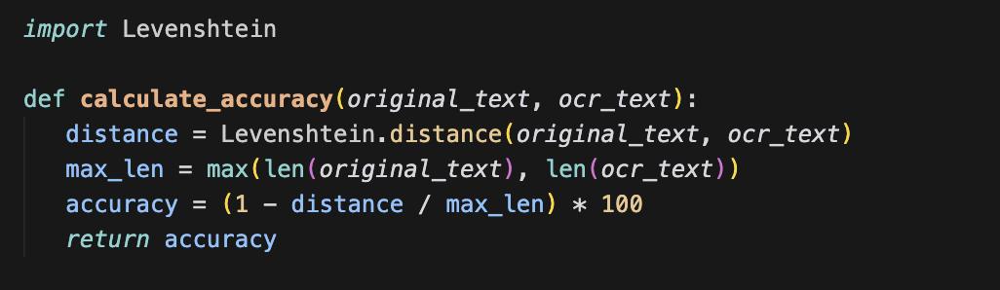 import Levenshtein
def calculate_accuracy(original_text, ocr_text):
distance = Levenshtein.distance(original_text, ocr_text)
max_len = max(len(original_text), len(ocr_text))
accuracy = (1 - distance / max_len) * 100
return accuracy